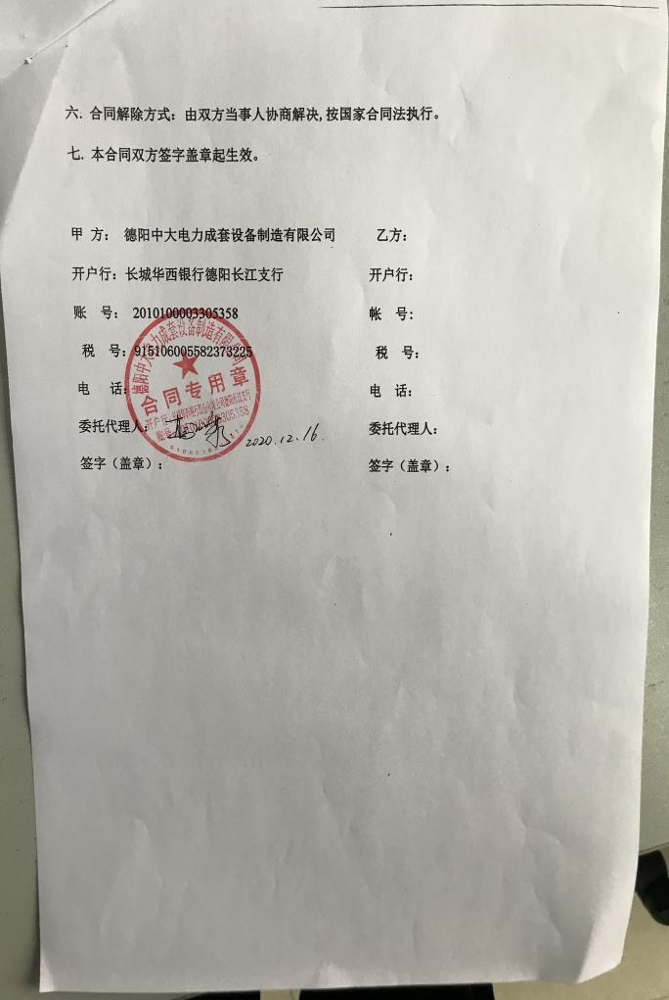 六. 合同解除方式: 由双方当事人协商解决, 按国家合同法执行。
七. 本合同双方签字盖章起生效。
甲 方: 德阳中大电力成套设备制造有限公司 乙方:
开户行: 长城华西银行德阳长江支行 开户行:
账 号: 2010100003305358 帐 号:
税 号: 915106005582373225 税 号:
电 话: 电 话:
委托代理人: 2020.12.16. 委托代理人:
签字(盖章): 签字(盖章):
德阳中大电力成套设备制造有限公司
合同专用章